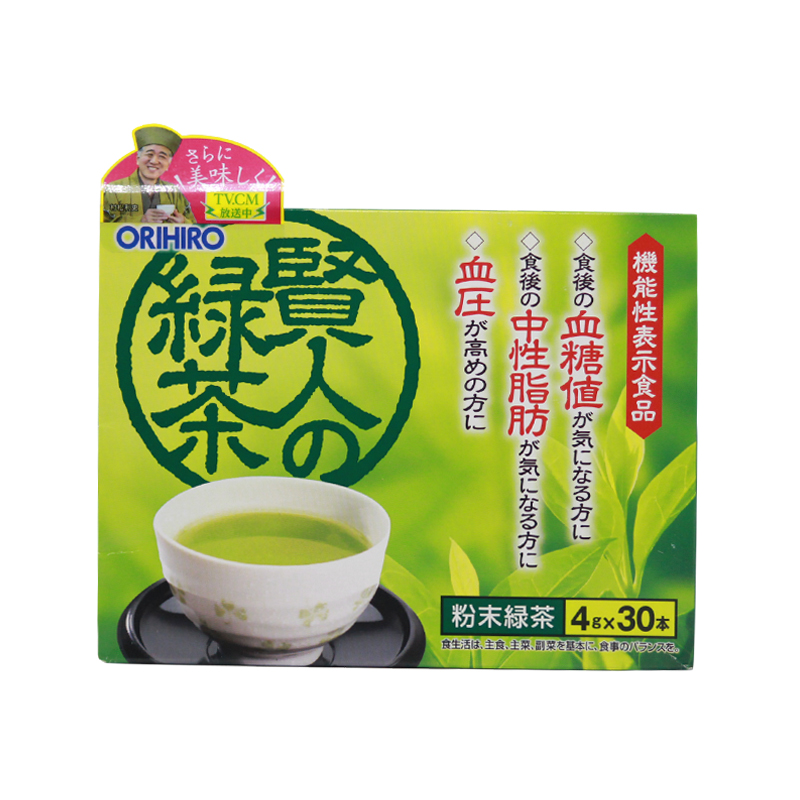 さらに
美味しく
TV.CM
放送中
ORIHIRO
賢人の
緑茶
機能性表示食品
◇食後の血糖値が気になる方に
◇食後の中性脂肪が気になる方に
◇血圧が高めの方に
粉末緑茶 4g×30本
食生活は、主食、主菜、副菜を基本に、食事のバランスを。